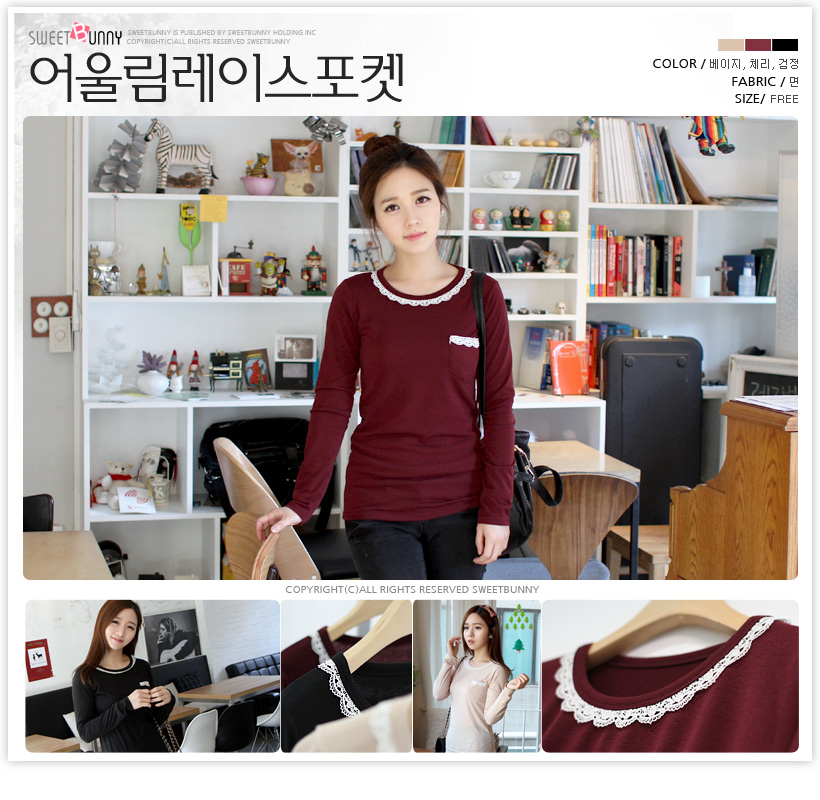 SWEETBUNNY
SWEETBUNNY IS PUBLISHED BY SWEETBUNNY HOLDING INC
COPYRIGHT(C)ALL RIGHTS RESERVED SWEETBUNNY
어울림레이스포켓
COLOR / 베이지, 체리, 검정
FABRIC / 면
SIZE/ FREE
CAFE
COPYRIGHT(C)ALL RIGHTS RESERVED SWEETBUNNY